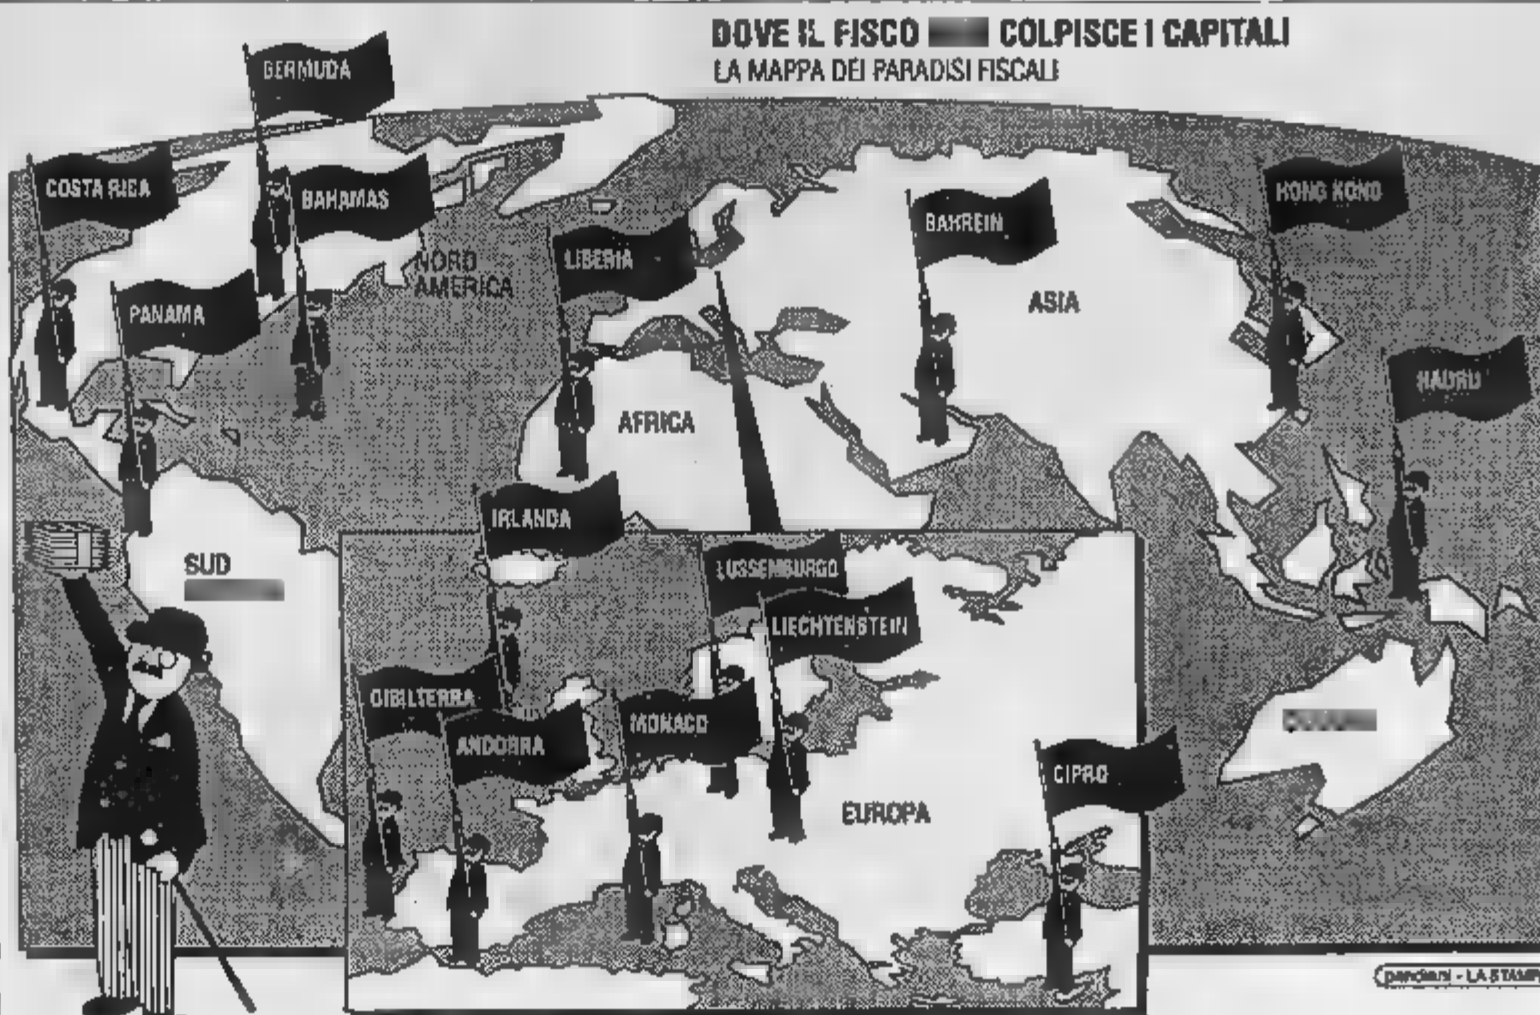 DOVE IL FISCO COLPISCE I CAPITALI
LA MAPPA DEI PARADISI FISCALI
BERMUDA
COSTA RICA
BAHAMAS
NORD
AMERICA
PANAMA
LIBERIA
BAHREIN
HONG KONG
ASIA
NAURU
AFRICA
IRLANDA
SUD
LUSSEMBURGO
LIECHTENSTEIN
GIBILTERRA
ANDORRA
MONACO
CIPRO
EUROPA
- LA STAMPA